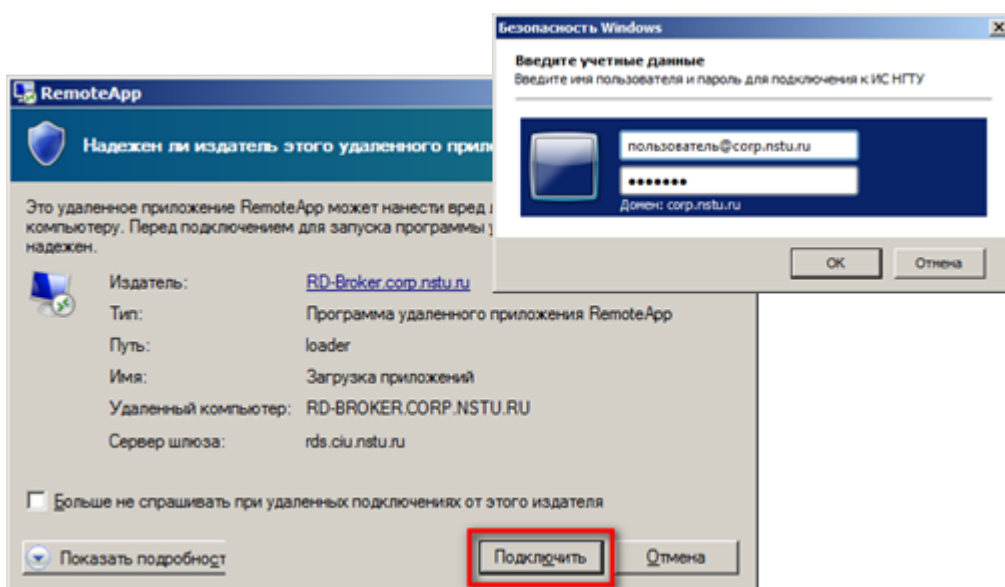 Безопасность Windows
Введите учетные данные
Введите имя пользователя и пароль для подключения к ИС НГТУ
пользователь@corp.nstu.ru
•••••••
Домен: corp.nstu.ru
OK
Отмена
RemoteApp
Надежен ли издатель этого удаленного
Это удаленное приложение RemoteApp может нанести вред
компьютеру. Перед подключением для запуска программы
надежен.
Издатель: RD-Broker.corp.nstu.ru
Тип: Программа удаленного приложения RemoteApp
Путь: loader
Имя: Загрузка приложений
Удаленный компьютер: RD-BROKER.CORP.NSTU.RU
Сервер шлюза: rds.ciu.nstu.ru
Больше не спрашивать при удаленных подключениях от этого издателя
Показать подробност
Подключить
Отмена